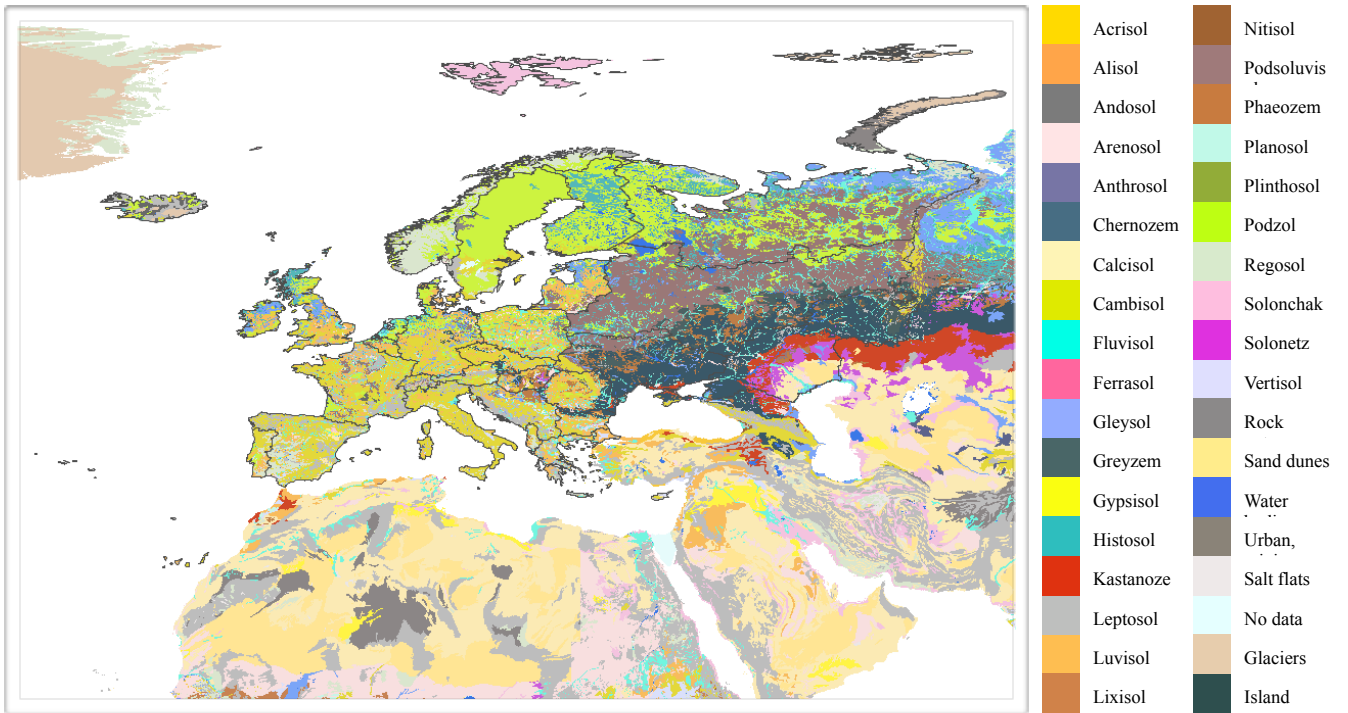 Acrisol
Nitisol
Alisol
Podsoluvis
Andosol
Phaeozem
Arenosol
Planosol
Anthrosol
Plinthosol
Chernozem
Podzol
Calcisol
Regosol
Cambisol
Solonchak
Fluvisol
Solonetz
Ferrasol
Vertisol
Gleysol
Rock
Greyzem
Sand dunes
Gypsisol
Water
Histosol
Urban,
Kastanoze
Salt flats
Leptosol
No data
Luvisol
Glaciers
Lixisol
Island